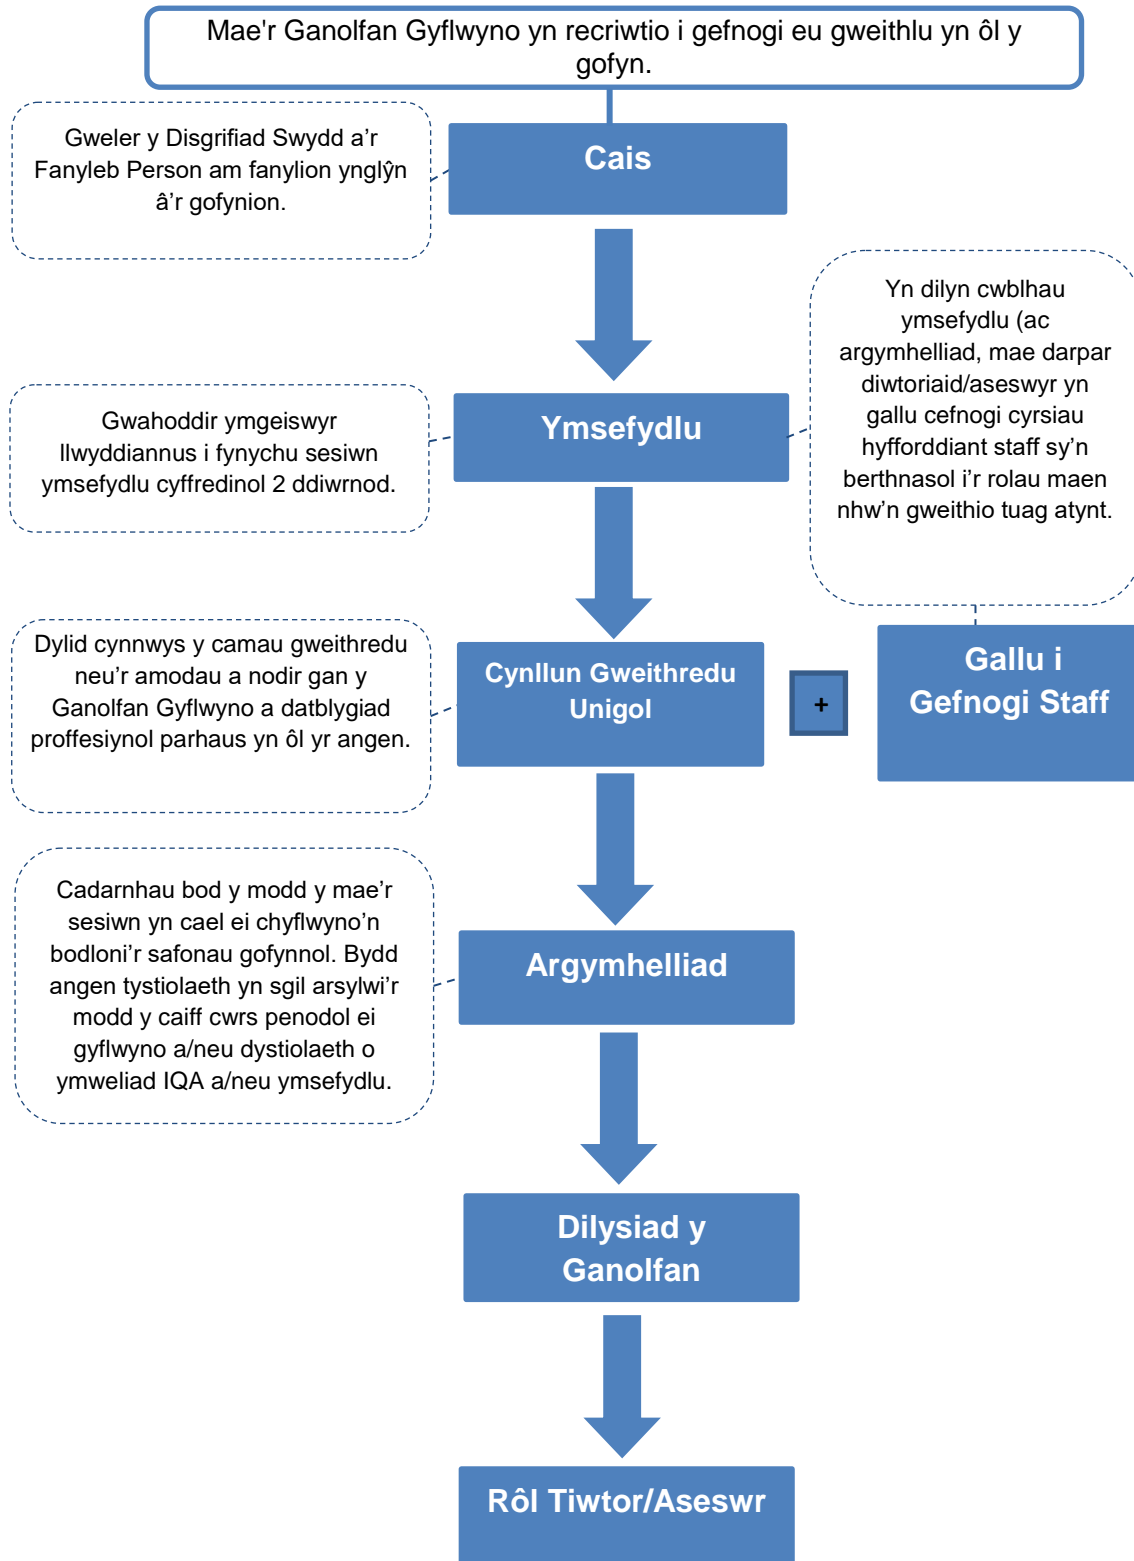 Mae'r Ganolfan Gyflwyno yn recriwtio i gefnogi eu gweithlu yn ôl y
gofyn.
Gweler y Disgrifiad Swydd a’r
Fanyleb Person am fanylion ynglŷn
â’r gofynion.
Cais
Yn dilyn cwblhau
ymsefydlu (ac
argymhelliad, mae darpar
diwtoriaid/aseswyr yn
gallu cefnogi cyrsiau
hyfforddiant staff sy’n
berthnasol i’r rolau maen
nhw’n gweithio tuag atynt.
Gwahoddir ymgeiswyr
llwyddiannus i fynychu sesiwn
ymsefydlu cyffredinol 2 ddiwrnod.
Ymsefydlu
Dylid cynnwys y camau gweithredu
neu’r amodau a nodir gan y
Ganolfan Gyflwyno a datblygiad
proffesiynol parhaus yn ôl yr angen.
Cynllun Gweithredu
Unigol
+
Gallu i
Gefnogi Staff
Cadarnhau bod y modd y mae’r
sesiwn yn cael ei chyflwyno’n
bodloni’r safonau gofynnol. Bydd
angen tystiolaeth yn sgil arsylwi’r
modd y caiff cwrs penodol ei
gyflwyno a/neu dystiolaeth o
ymweliad IQA a/neu ymsefydlu.
Argymhelliad
Dilysiad y
Ganolfan
Rôl Tiwtor/Aseswr